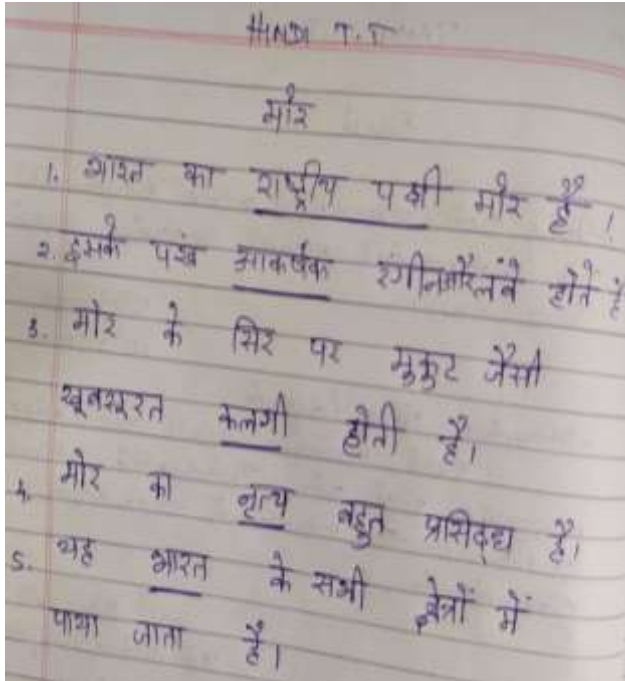 HINDI T.T
मोर
1. भारत का राष्ट्रीय पक्षी मोर है।
2. इसके पंख आकर्षक रंगीन और लंबे होते हैं
3. मोर के सिर पर मुकुट जैसी
खूबसूरत कलगी होती है।
4. मोर का नृत्य बहुत प्रसिद्ध है।
5. यह भारत के सभी क्षेत्रों में
पाया जाता है।